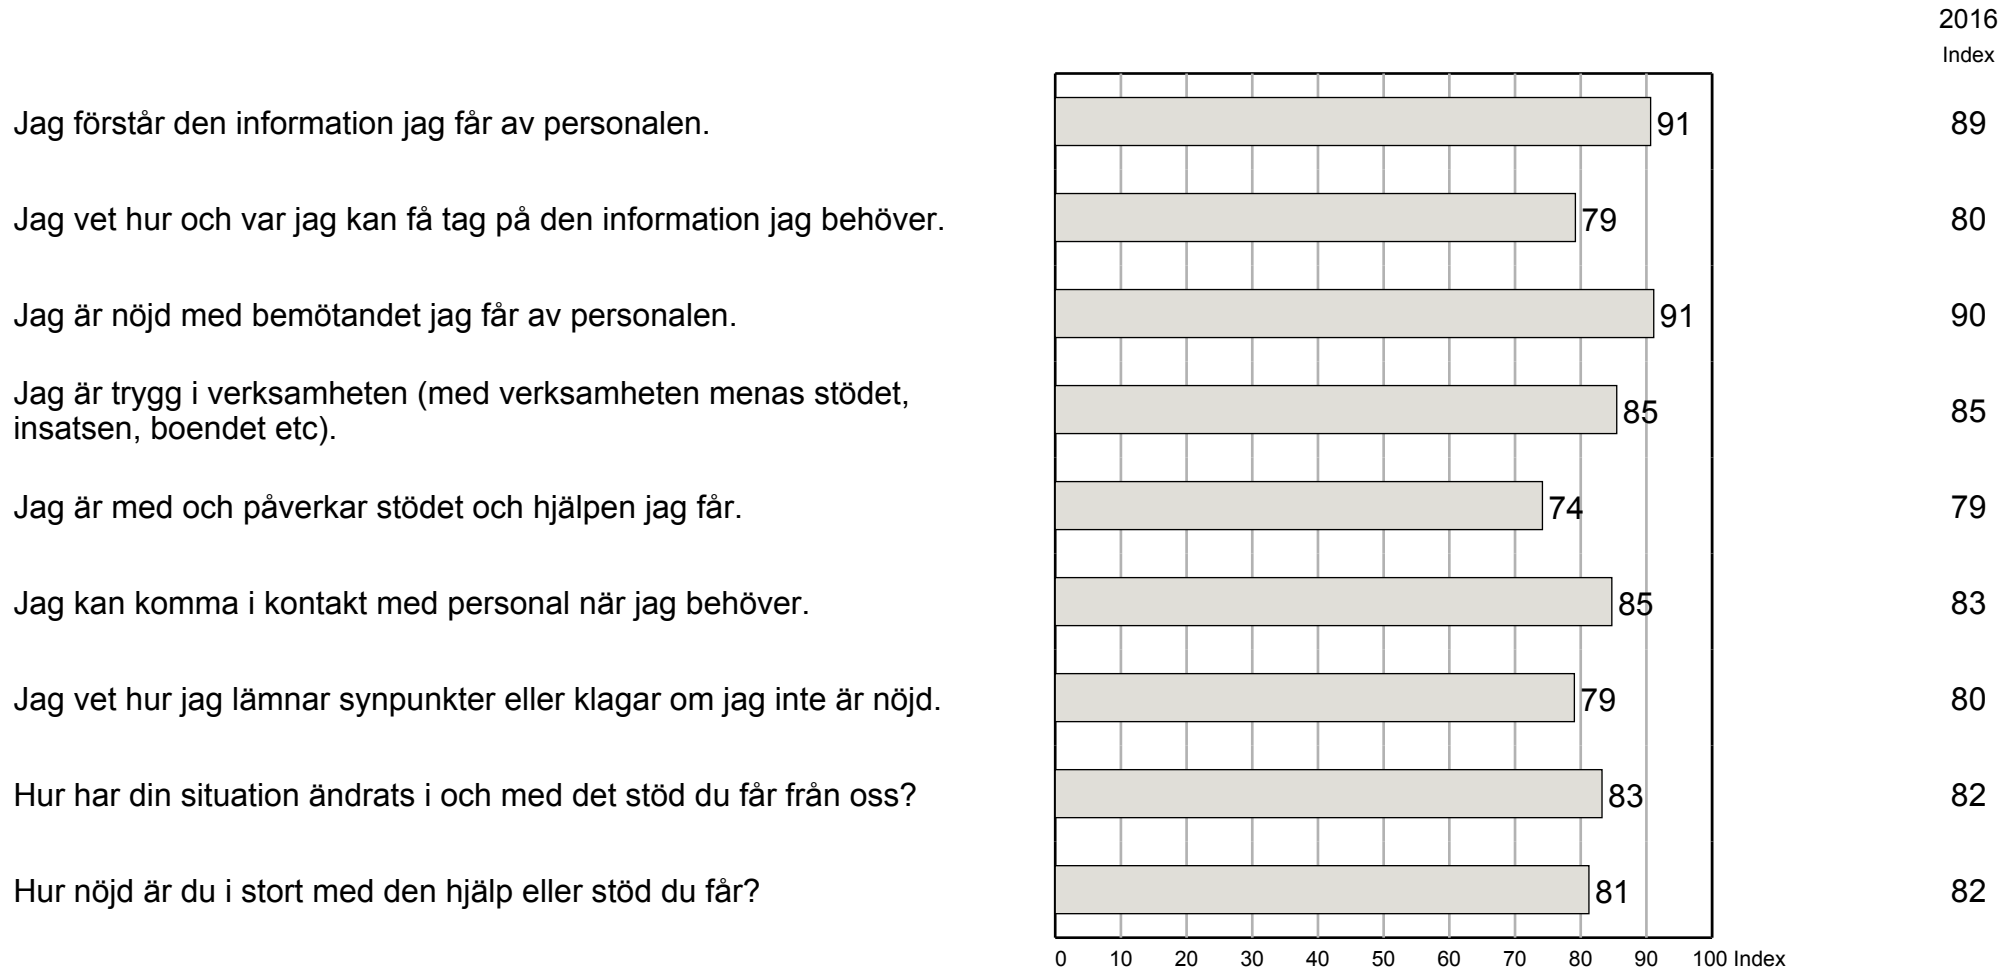 2016
Index
Jag förstår den information jag får av personalen. 91 89
Jag vet hur och var jag kan få tag på den information jag behöver. 79 80
Jag är nöjd med bemötandet jag får av personalen. 91 90
Jag är trygg i verksamheten (med verksamheten menas stödet,
insatsen, boendet etc). 85 85
Jag är med och påverkar stödet och hjälpen jag får. 74 79
Jag kan komma i kontakt med personal när jag behöver. 85 83
Jag vet hur jag lämnar synpunkter eller klagar om jag inte är nöjd. 79 80
Hur har din situation ändrats i och med det stöd du får från oss? 83 82
Hur nöjd är du i stort med den hjälp eller stöd du får? 81 82
0 10 20 30 40 50 60 70 80 90 100 Index